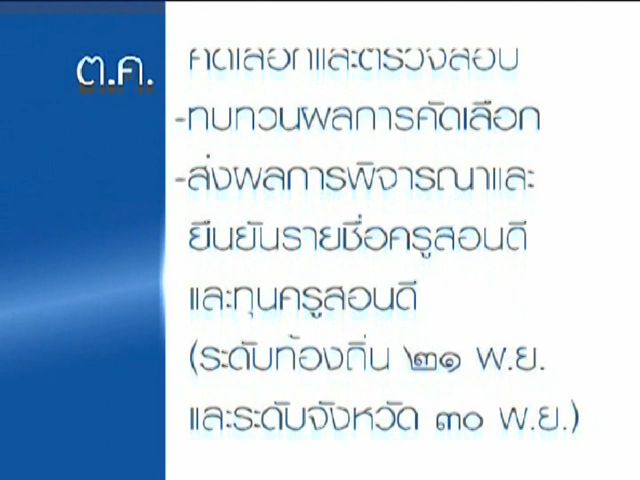 ต.ค.
คัดเลือกและตรวจสอบ
-ทบทวนผลการคัดเลือก
-ส่งผลการพิจารณาและ
ยืนยันรายชื่อครูสอนดี
และทุนครูสอนดี
(ระดับท้องถิ่น ๒๑ พ.ย.
และระดับจังหวัด ๓๐ พ.ย.)